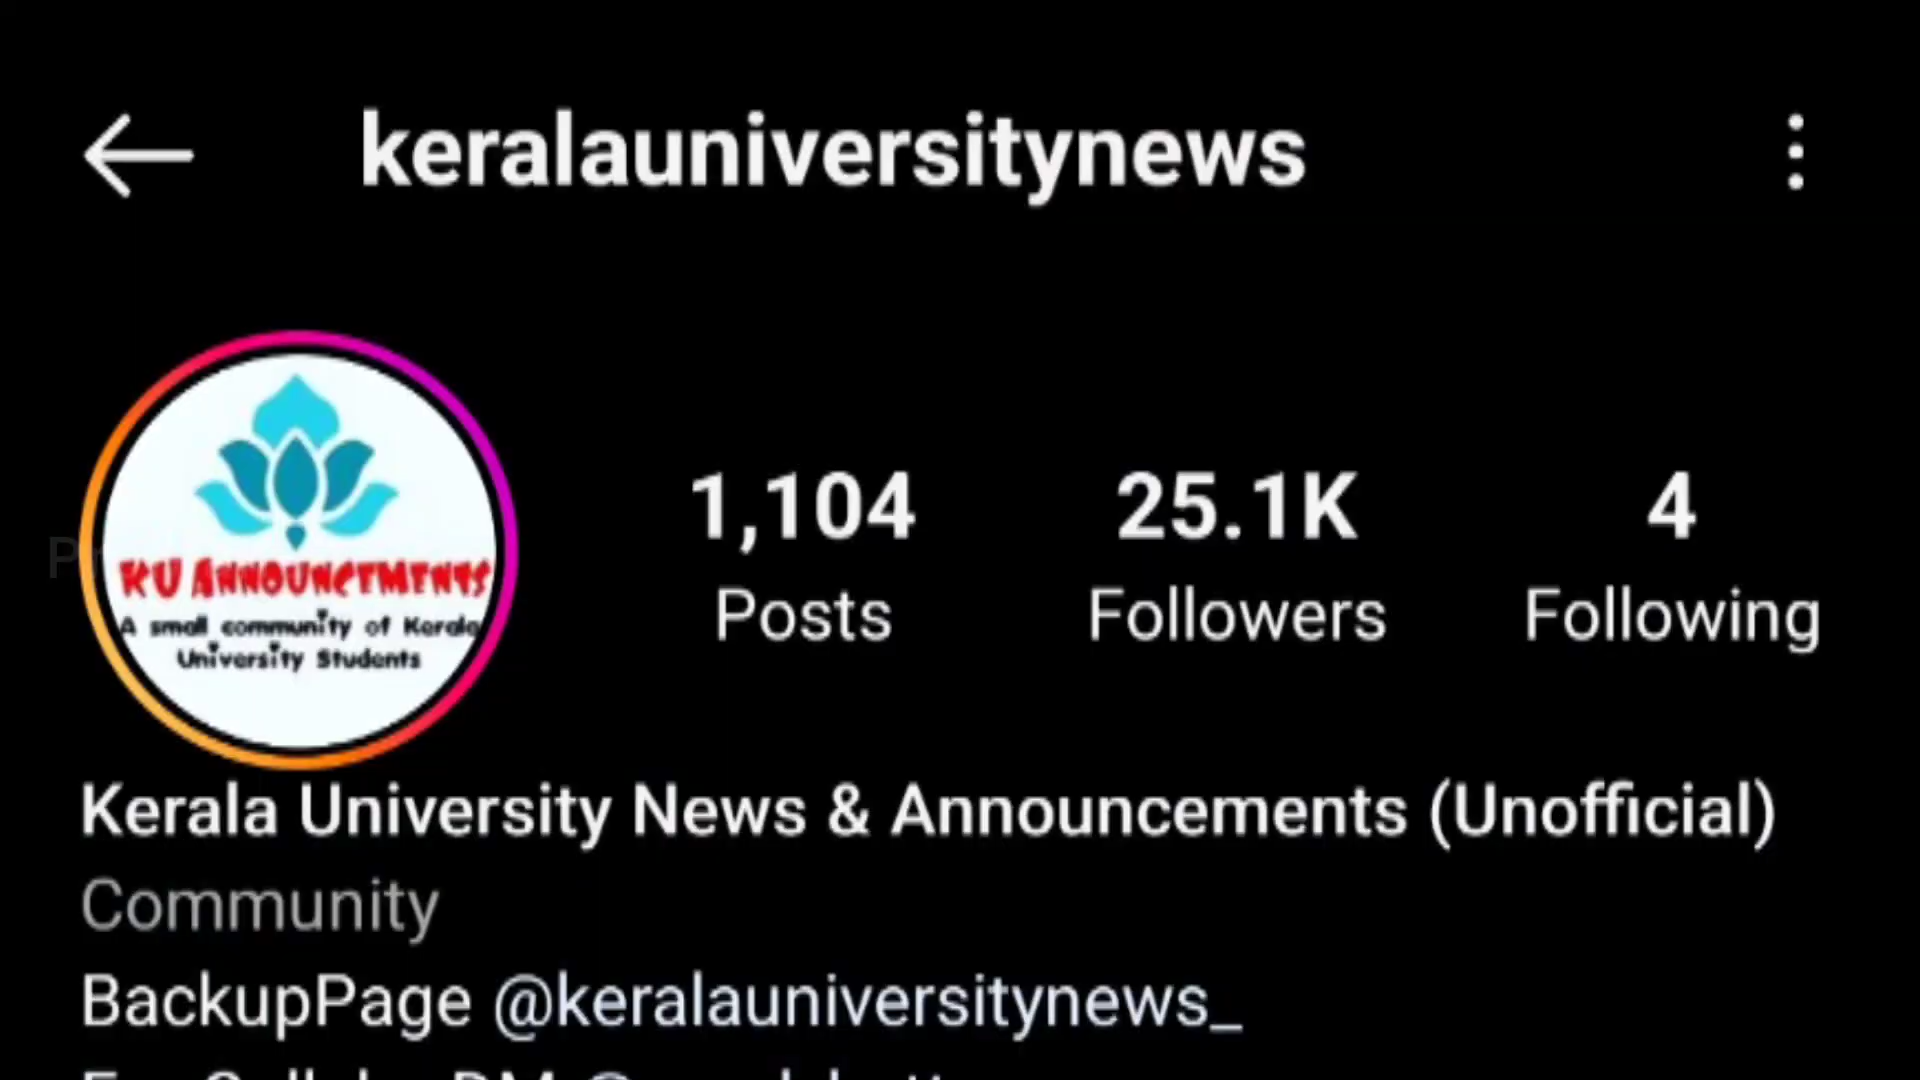 keralauniversitynews
1,104 25.1K 4
Posts Followers Following
KU ANNOUNCEMENTS
A small community of Kerala
University Students
Kerala University News & Announcements (Unofficial)
Community
BackupPage @keralauniversitynews_